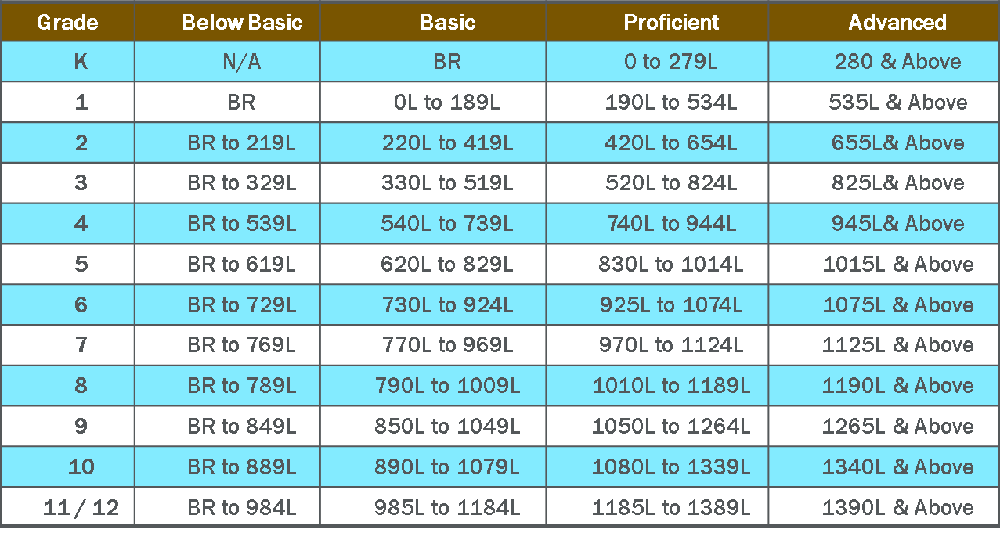 Grade Below Basic Basic Proficient Advanced
K N/A BR 0 to 279L 280 & Above
1 BR 0L to 189L 190L to 534L 535L & Above
2 BR to 219L 220L to 419L 420L to 654L 655L& Above
3 BR to 329L 330L to 519L 520L to 824L 825L& Above
4 BR to 539L 540L to 739L 740L to 944L 945L& Above
5 BR to 619L 620L to 829L 830L to 1014L 1015L & Above
6 BR to 729L 730L to 924L 925L to 1074L 1075L & Above
7 BR to 769L 770L to 969L 970L to 1124L 1125L & Above
8 BR to 789L 790L to 1009L 1010L to 1189L 1190L & Above
9 BR to 849L 850L to 1049L 1050L to 1264L 1265L & Above
10 BR to 889L 890L to 1079L 1080L to 1339L 1340L & Above
11 / 12 BR to 984L 985L to 1184L 1185L to 1389L 1390L & Above